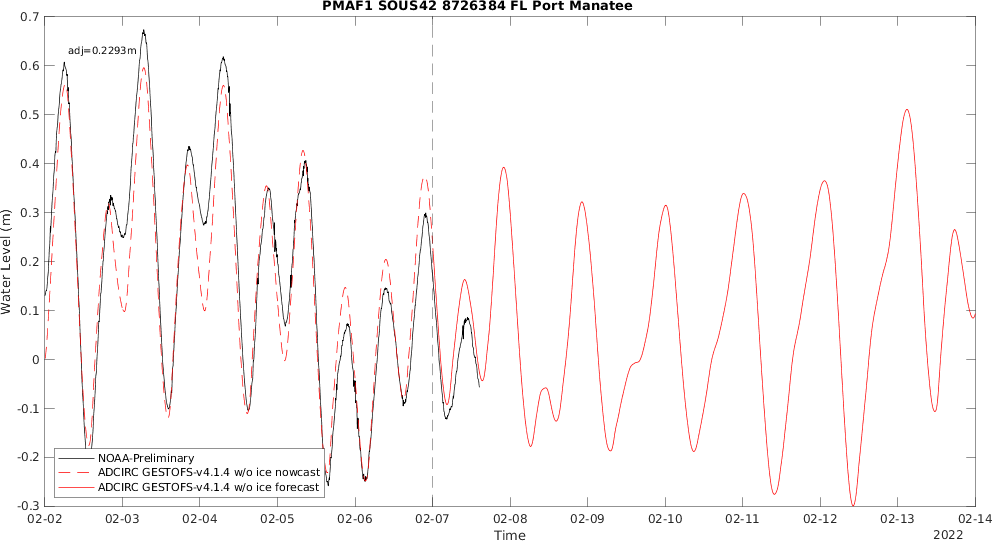 PMAF1 SOUS42 8726384 FL Port Manatee
0.7
adj=0.2293m
0.6
0.5
0.4
0.3
0.2
0.1
0
-0.1
-0.2
-0.3
Water Level (m)
NOAA-Preliminary
ADCIRC GESTOFS-v4.1.4 w/o ice nowcast
ADCIRC GESTOFS-v4.1.4 w/o ice forecast
02-02 02-03 02-04 02-05 02-06 02-07 02-08 02-09 02-10 02-11 02-12 02-13 02-14
Time
2022